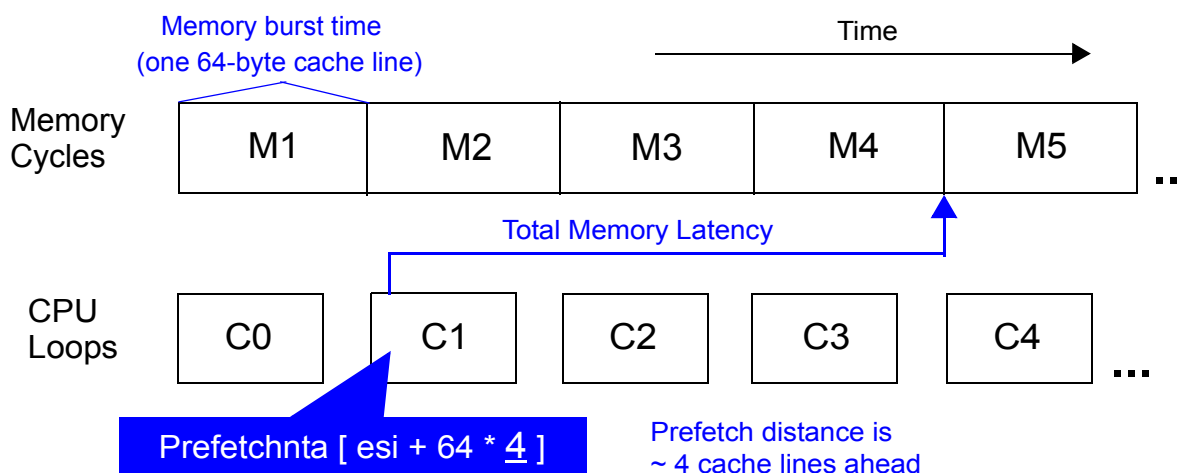 Memory burst time
(one 64-byte cache line)
Time
Memory
Cycles
M1
M2
M3
M4
M5
..
Total Memory Latency
CPU
Loops
C0
C1
C2
C3
C4
...
Prefetchnta [ esi + 64 * 4 ]
Prefetch distance is
~ 4 cache lines ahead